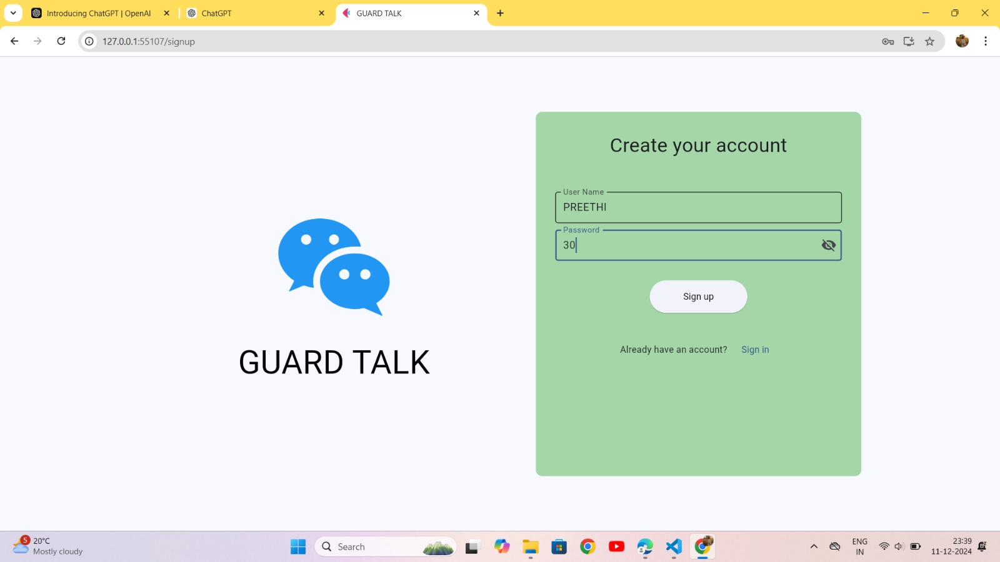 Introducing ChatGPT | OpenAI
ChatGPT
GUARD TALK
127.0.0.1:55107/signup
Create your account
User Name
PREETHI
Password
30
Sign up
Already have an account? Sign in
GUARD TALK
5
20°C
Mostly cloudy
Search
ENG
IN
23:39
11-12-2024